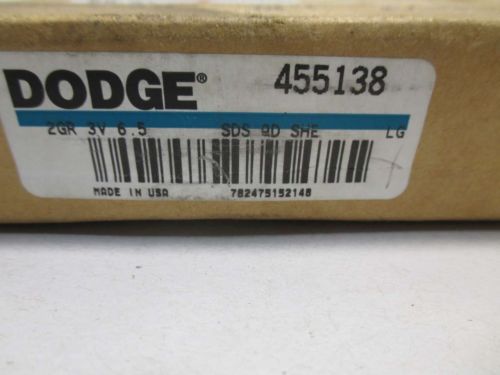 DODGE® 455138
2GR 3V 6.5 SDS QD SHE LG
MADE IN USA 782475152148